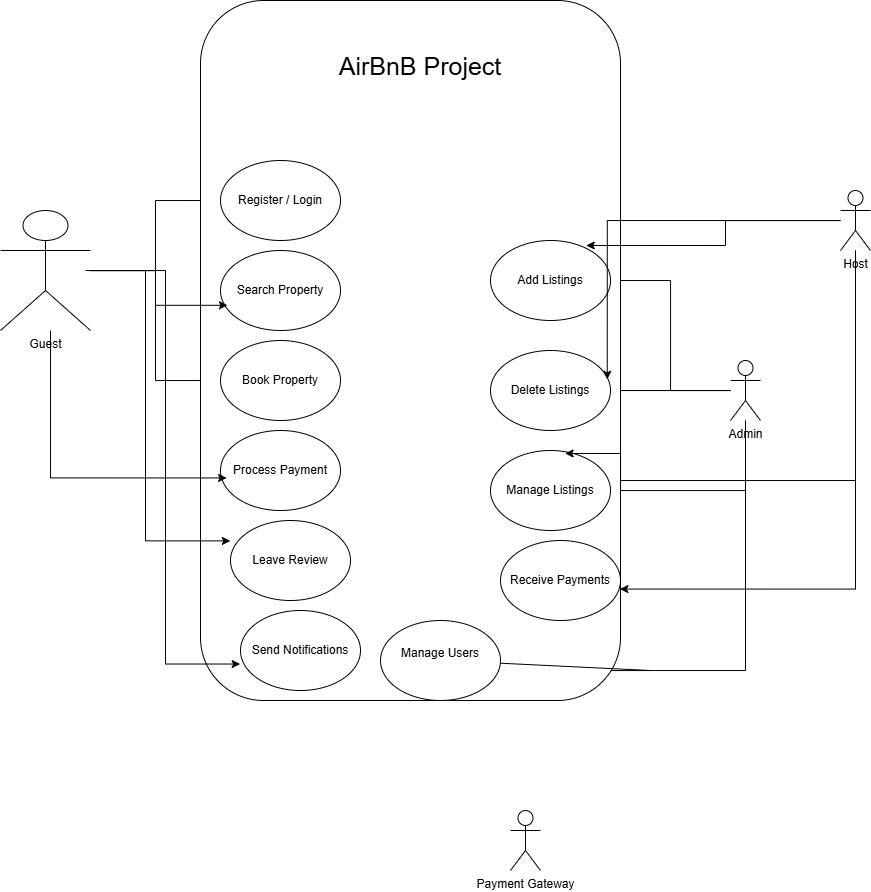 AirBnB Project
Register / Login
Search Property
Book Property
Process Payment
Leave Review
Send Notifications
Manage Users
Add Listings
Delete Listings
Manage Listings
Receive Payments
Guest
Host
Admin
Payment Gateway